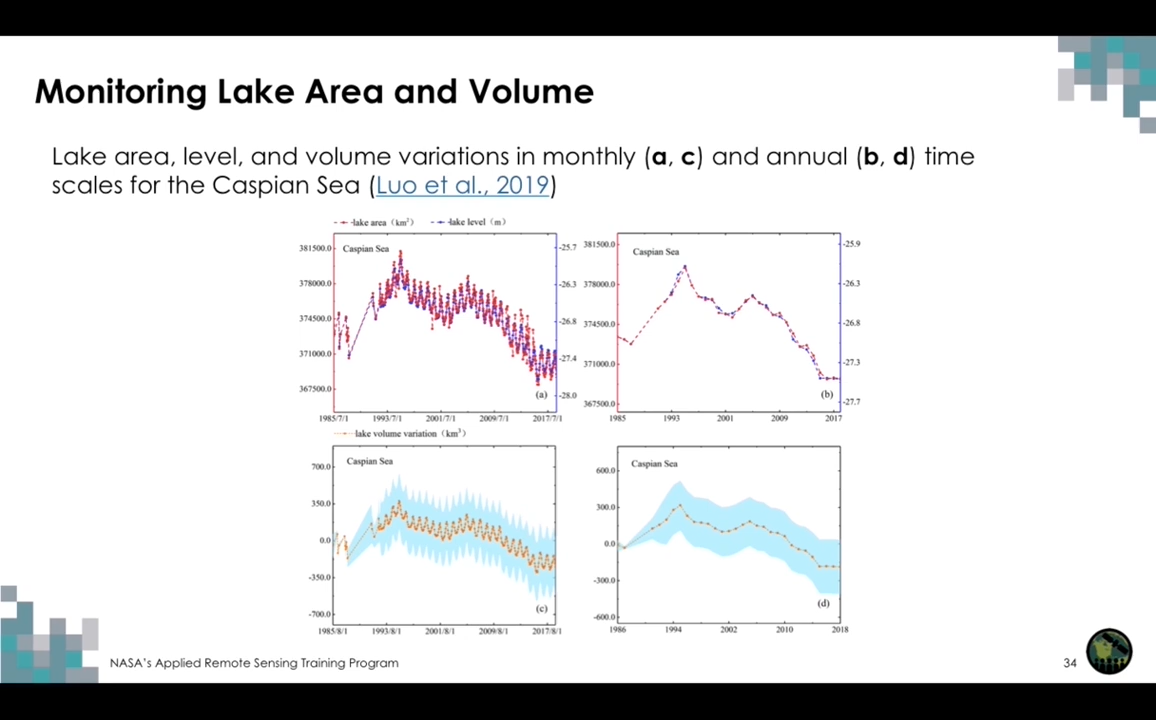 Monitoring Lake Area and Volume
Lake area, level, and volume variations in monthly (a, c) and annual (b, d) time
scales for the Caspian Sea (Luo et al., 2019)
lake area (km²) lake level (m)
381500.0
378000.0
374500.0
371000.0
367500.0
Caspian Sea
(a)
-25.7
-26.3
-26.8
-27.4
-28.0
1985/7/1 1993/7/1 2001/7/1 2009/7/1 2017/7/1
381500.0
378000.0
374500.0
371000.0
367500.0
Caspian Sea
(b)
-25.9
-26.3
-26.8
-27.3
-27.7
1985 1993 2001 2009 2017
lake volume variation (km³)
700.0
350.0
0.0
-350.0
-700.0
Caspian Sea
(c)
1985/8/1 1993/8/1 2001/8/1 2009/8/1 2017/8/1
600.0
300.0
0.0
-300.0
-600.0
Caspian Sea
(d)
1986 1994 2002 2010 2018
NASA's Applied Remote Sensing Training Program
34